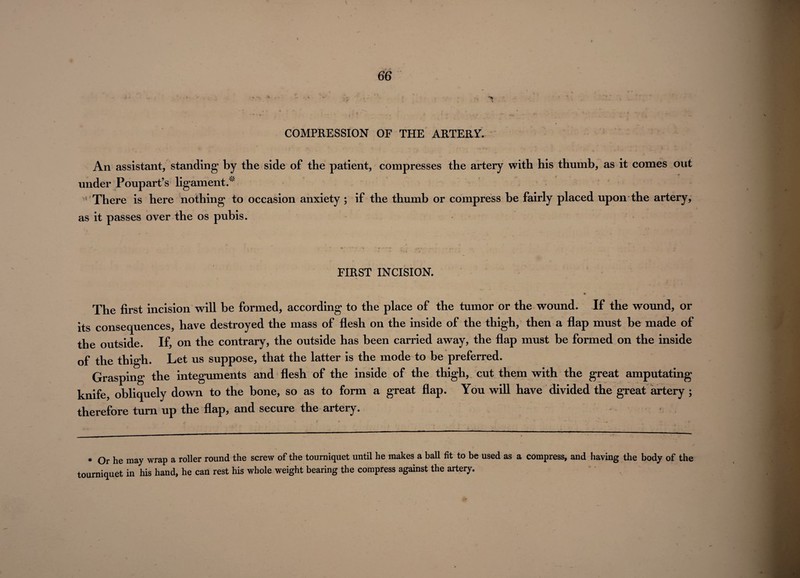 66
COMPRESSION OF THE ARTERY.
An assistant, standing by the side of the patient, compresses the artery with his thumb, as it comes out
under Poupart's ligament.*
There is here nothing to occasion anxiety ; if the thumb or compress be fairly placed upon the artery,
as it passes over the os pubis.
FIRST INCISION.
The first incision will be formed, according to the place of the tumor or the wound. If the wound, or
its consequences, have destroyed the mass of flesh on the inside of the thigh, then a flap must be made of
the outside. If, on the contrary, the outside has been carried away, the flap must be formed on the inside
of the thigh. Let us suppose, that the latter is the mode to be preferred.
Grasping the integuments and flesh of the inside of the thigh, cut them with the great amputating
knife, obliquely down to the bone, so as to form a great flap. You will have divided the great artery ;
therefore turn up the flap, and secure the artery.
* Or he may wrap a roller round the screw of the tourniquet until he makes a ball fit to be used as a compress, and having the body of the
tourniquet in his hand, he can rest his whole weight bearing the compress against the artery.